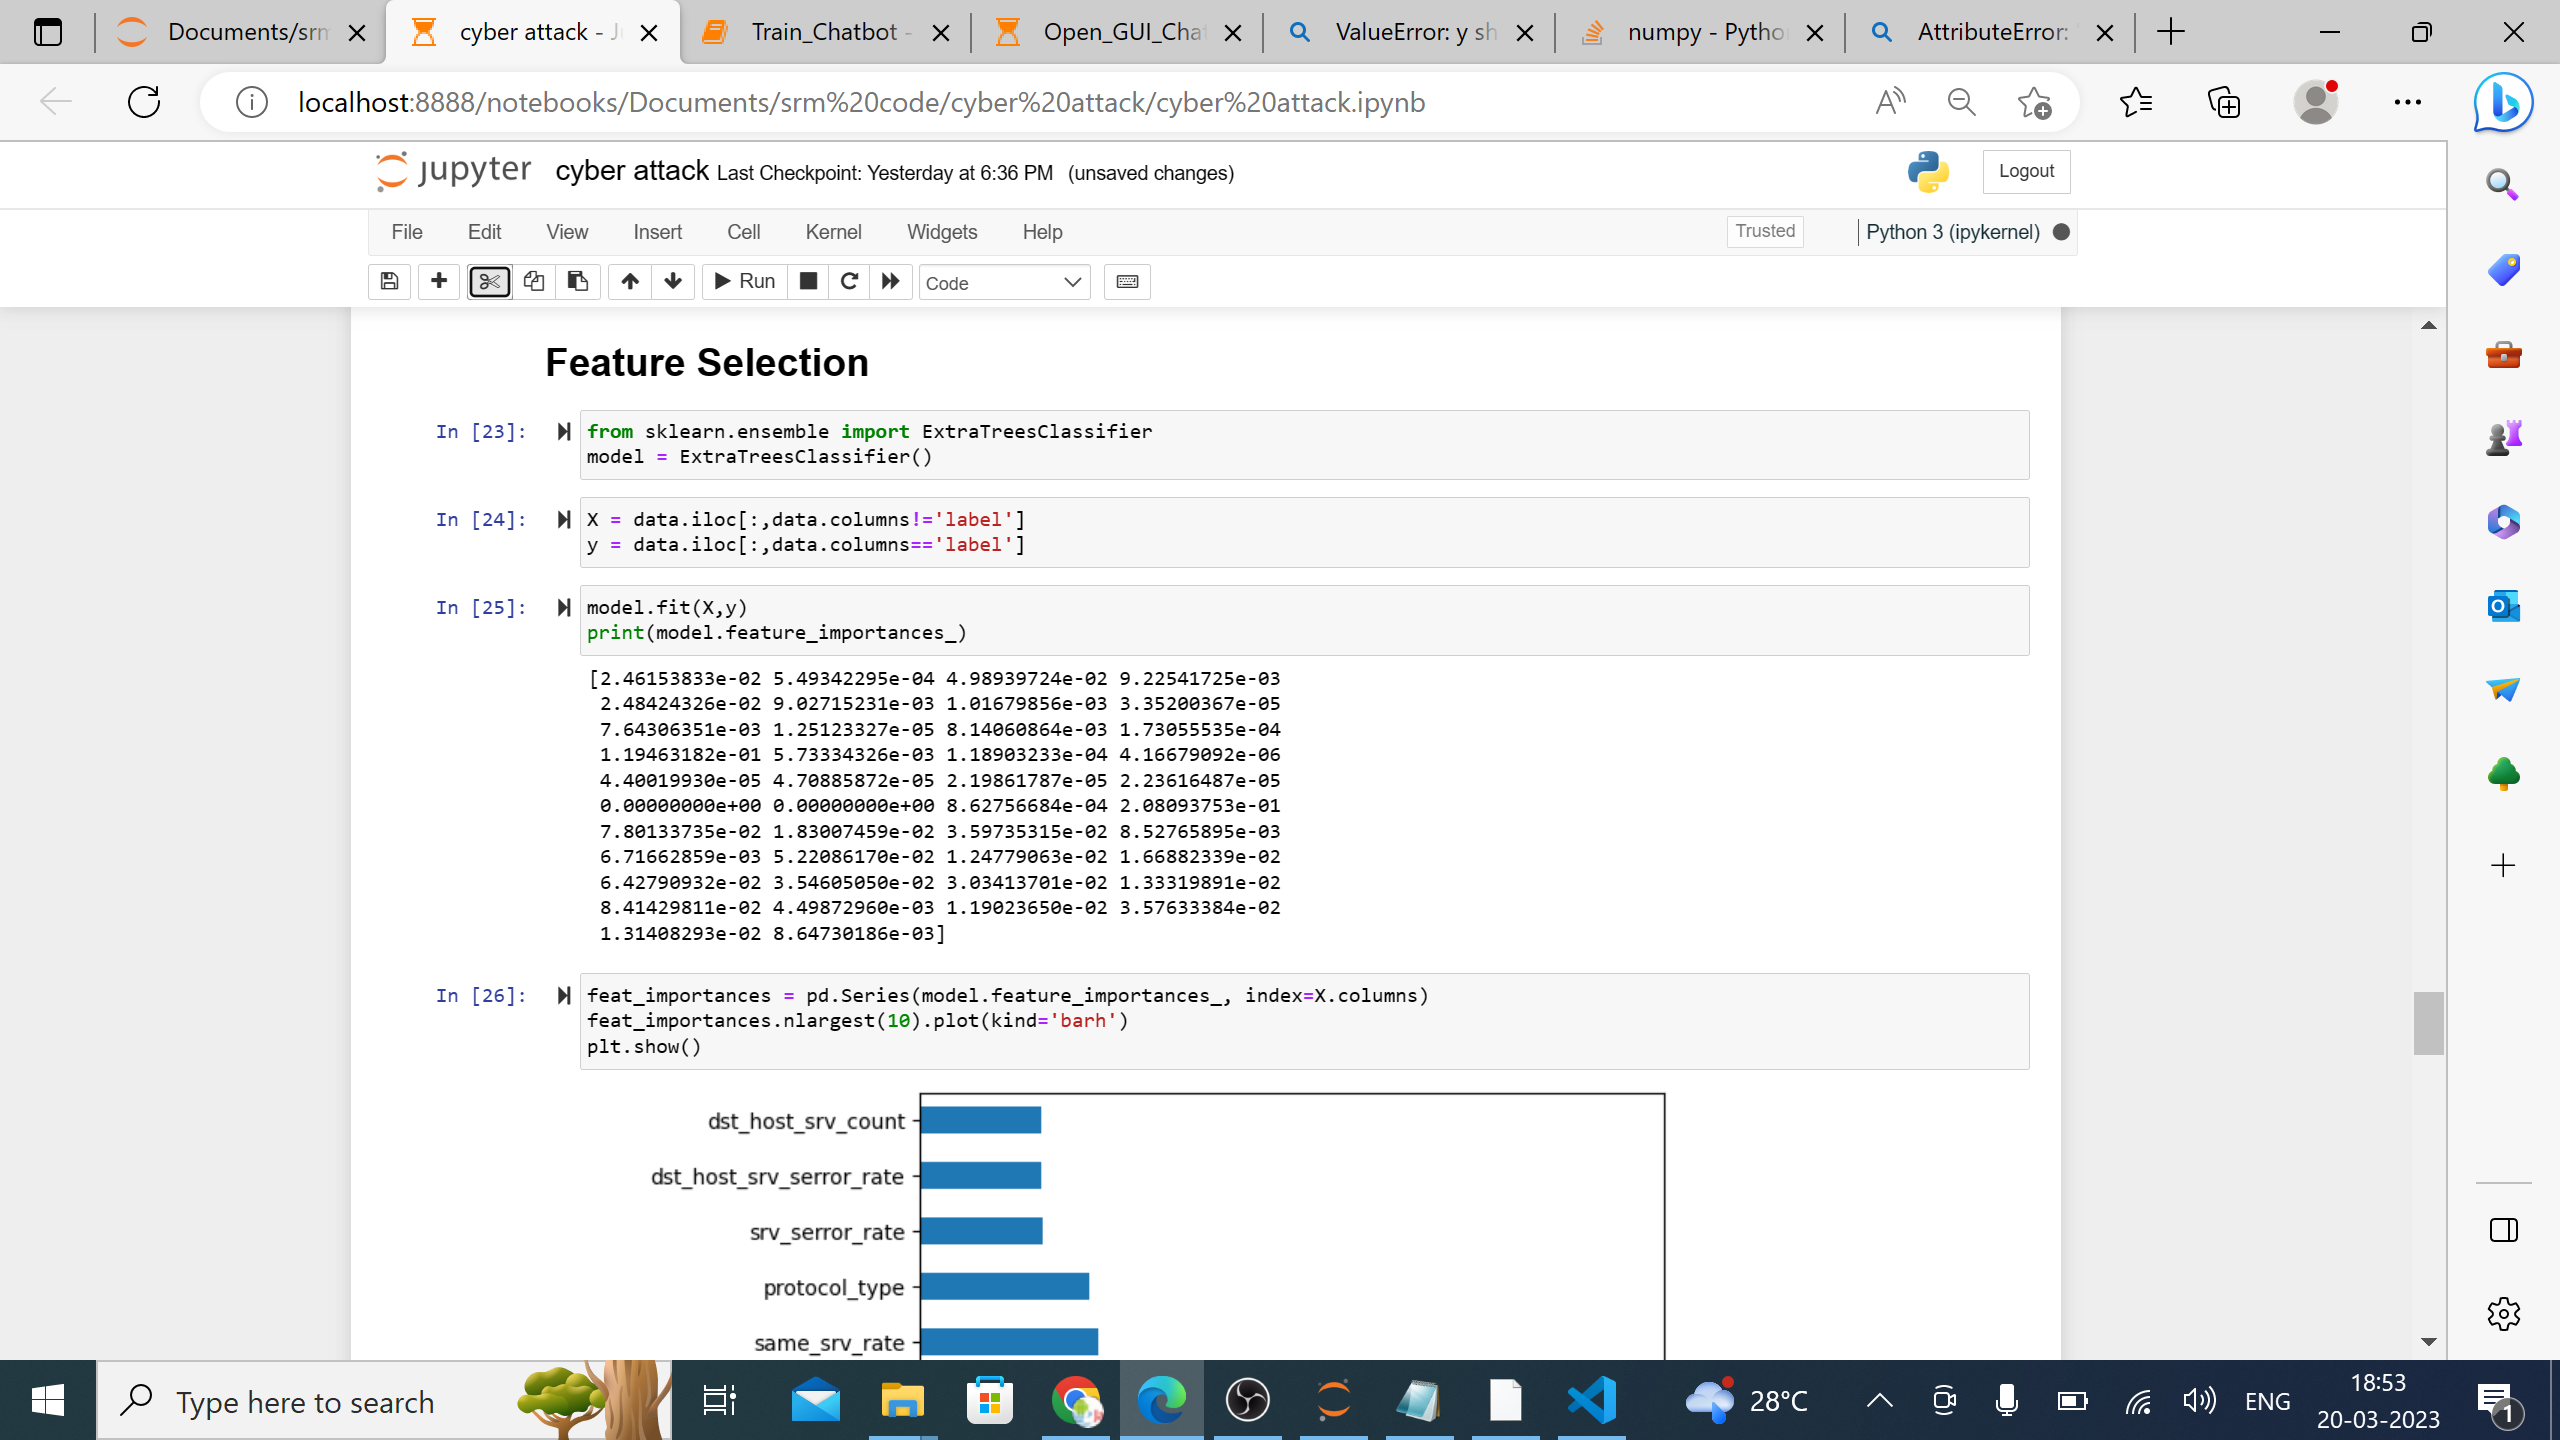 Documents/srm
cyber attack - Ju
Train_Chatbot -
Open_GUI_Chat
ValueError: y sh
numpy - Pytho
AttributeError: '
localhost:8888/notebooks/Documents/srm%20code/cyber%20attack/cyber%20attack.ipynb
jupyter cyber attack Last Checkpoint: Yesterday at 6:36 PM (unsaved changes)
Logout
File Edit View Insert Cell Kernel Widgets Help
Trusted
Python 3 (ipykernel)
Run
Code
Feature Selection
In [23]: from sklearn.ensemble import ExtraTreesClassifier
model = ExtraTreesClassifier()
In [24]: X = data.iloc[:,data.columns!='label']
y = data.iloc[:,data.columns=='label']
In [25]: model.fit(X,y)
print(model.feature_importances_)
[2.46153833e-02 5.49342295e-04 4.98939724e-02 9.22541725e-03
2.48424326e-02 9.02715231e-03 1.01679856e-03 3.35200367e-05
7.64306351e-03 1.25123327e-05 8.14060864e-03 1.73055535e-04
1.19463182e-01 5.73334326e-03 1.18903233e-04 4.16679092e-06
4.40019930e-05 4.70885872e-05 2.19861787e-05 2.23616487e-05
0.00000000e+00 0.00000000e+00 8.62756684e-04 2.08093753e-01
7.80133735e-02 1.83007459e-02 3.59735315e-02 8.52765895e-03
6.71662859e-03 5.22086170e-02 1.24779063e-02 1.66882339e-02
6.42790932e-02 3.54605050e-02 3.03413701e-02 1.33319891e-02
8.41429811e-02 4.49872960e-03 1.19023650e-02 3.57633384e-02
1.31408293e-02 8.64730186e-03]
In [26]: feat_importances = pd.Series(model.feature_importances_, index=X.columns)
feat_importances.nlargest(10).plot(kind='barh')
plt.show()
dst_host_srv_count
dst_host_srv_serror_rate
srv_serror_rate
protocol_type
same_srv_rate
Type here to search
28°C
ENG
18:53
20-03-2023
1